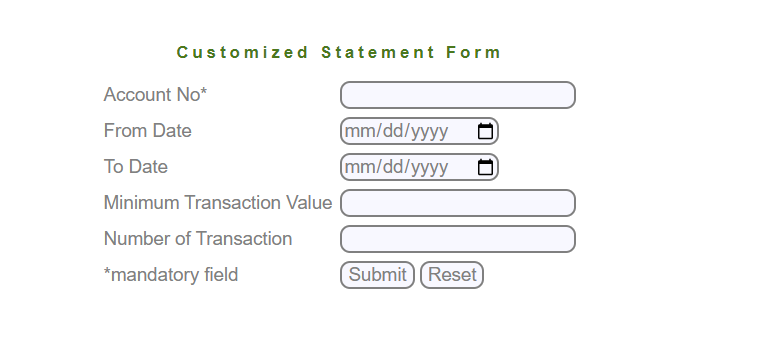 Customized Statement Form
Account No*
From Date mm/dd/yyyy
To Date mm/dd/yyyy
Minimum Transaction Value
Number of Transaction
*mandatory field Submit Reset